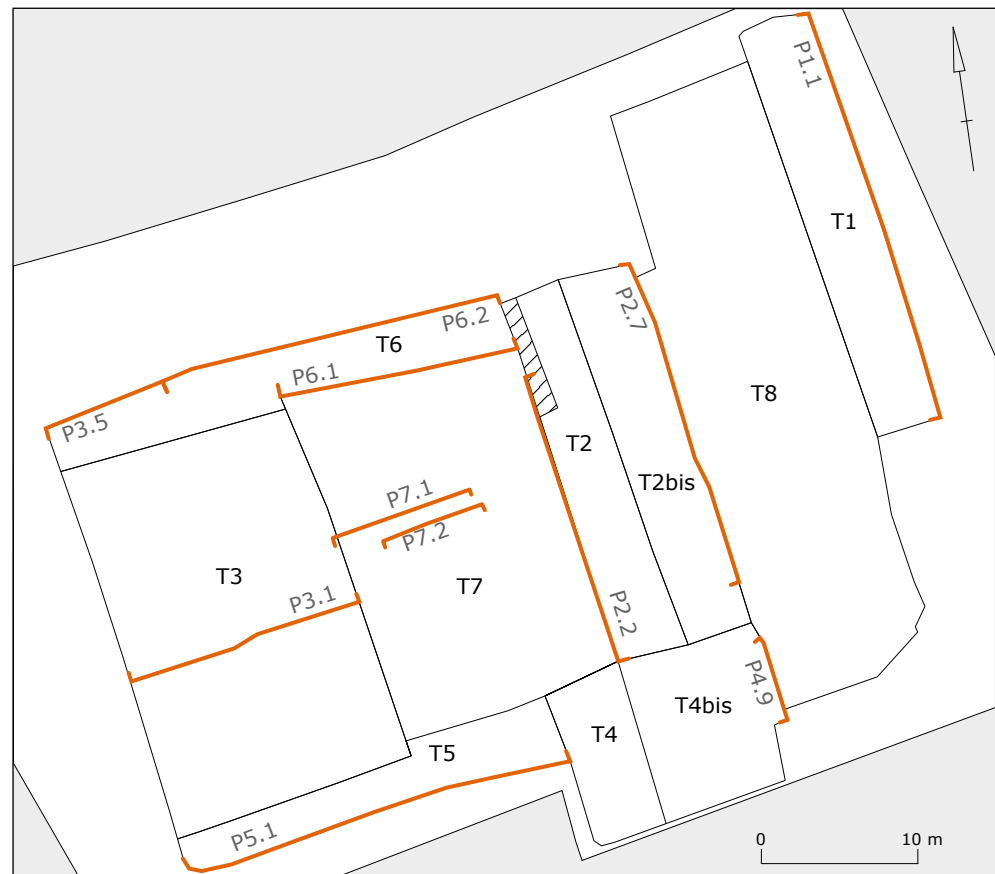 P1.1
T1
P2.7
P6.2
T6
P6.1
T8
P3.5
T2
T2bis
P7.1
P7.2
T3
T7
P3.1
P2.2
P4.9
T4bis
T4
T5
P5.1
0 10 m